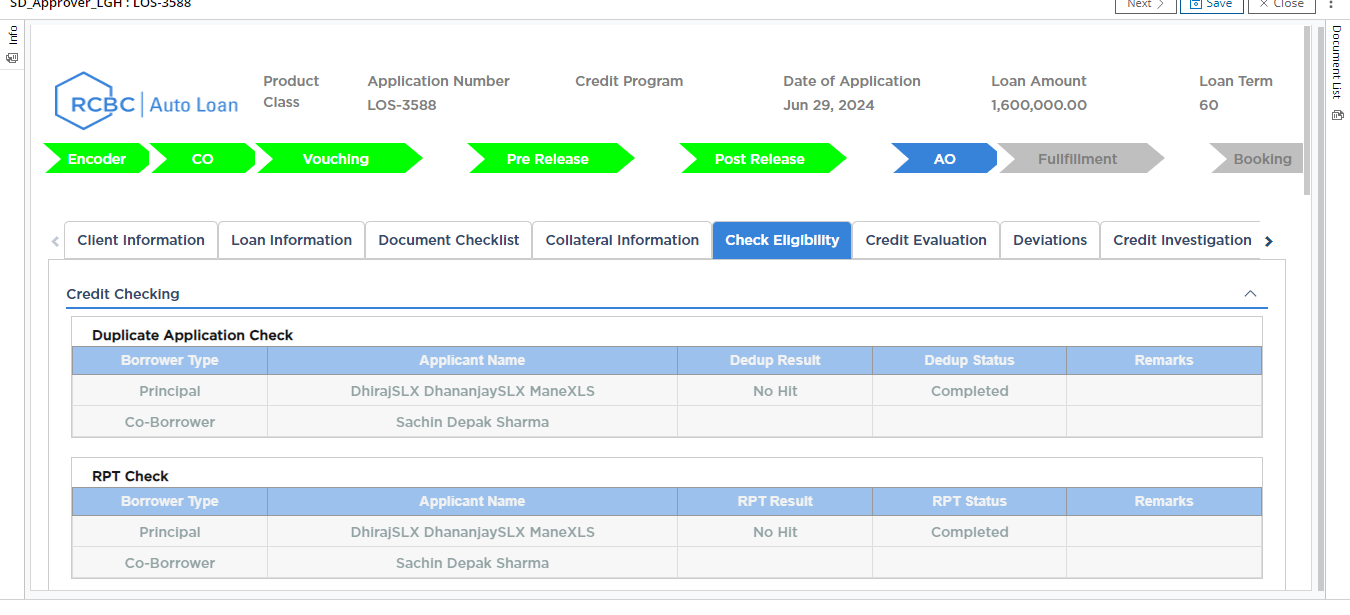 SD_Approver_LGH : LOS-3588
Next
Save
Close
Info
Document List
RCBC | Auto Loan
Product Class
Application Number
LOS-3588
Credit Program
Date of Application
Jun 29, 2024
Loan Amount
1,600,000.00
Loan Term
60
Encoder
CO
Vouching
Pre Release
Post Release
AO
Fullfillment
Booking
Client Information
Loan Information
Document Checklist
Collateral Information
Check Eligibility
Credit Evaluation
Deviations
Credit Investigation
Credit Checking
Duplicate Application Check
Borrower Type Applicant Name Dedup Result Dedup Status Remarks
Principal DhirajSLX DhananjaySLX ManeXLS No Hit Completed
Co-Borrower Sachin Depak Sharma
RPT Check
Borrower Type Applicant Name RPT Result RPT Status Remarks
Principal DhirajSLX DhananjaySLX ManeXLS No Hit Completed
Co-Borrower Sachin Depak Sharma